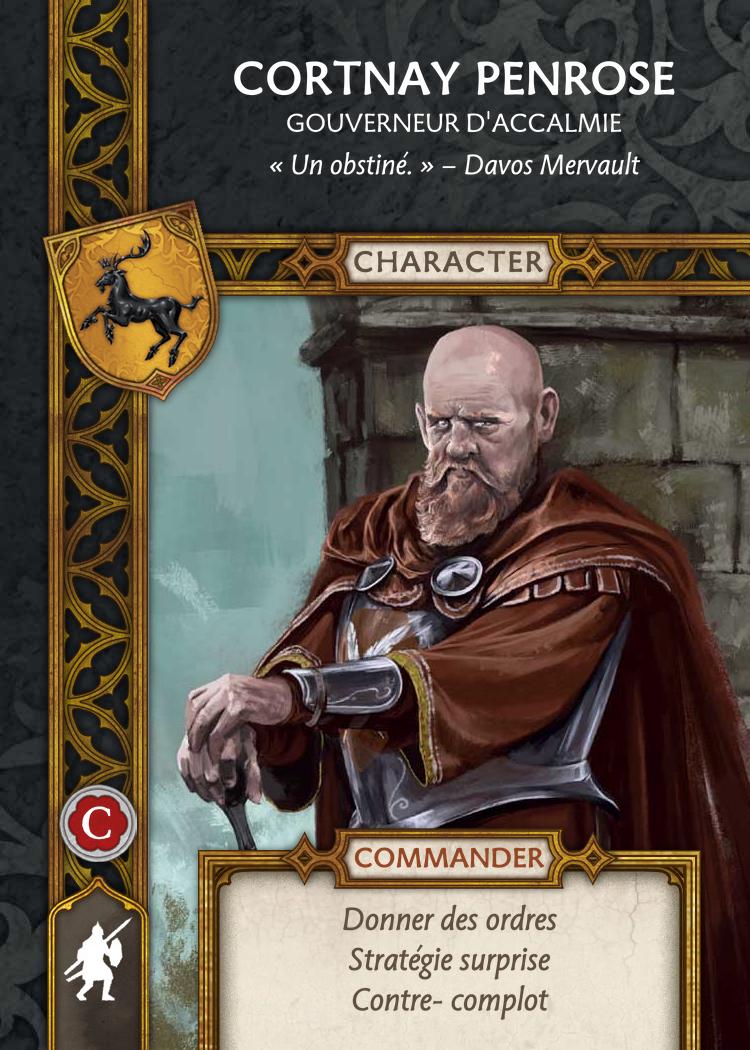 CORTNAY PENROSE
GOUVERNEUR D'ACCALMIE
« Un obstiné. » – Davos Mervault
CHARACTER
C
COMMANDER
Donner des ordres
Stratégie surprise
Contre- complot